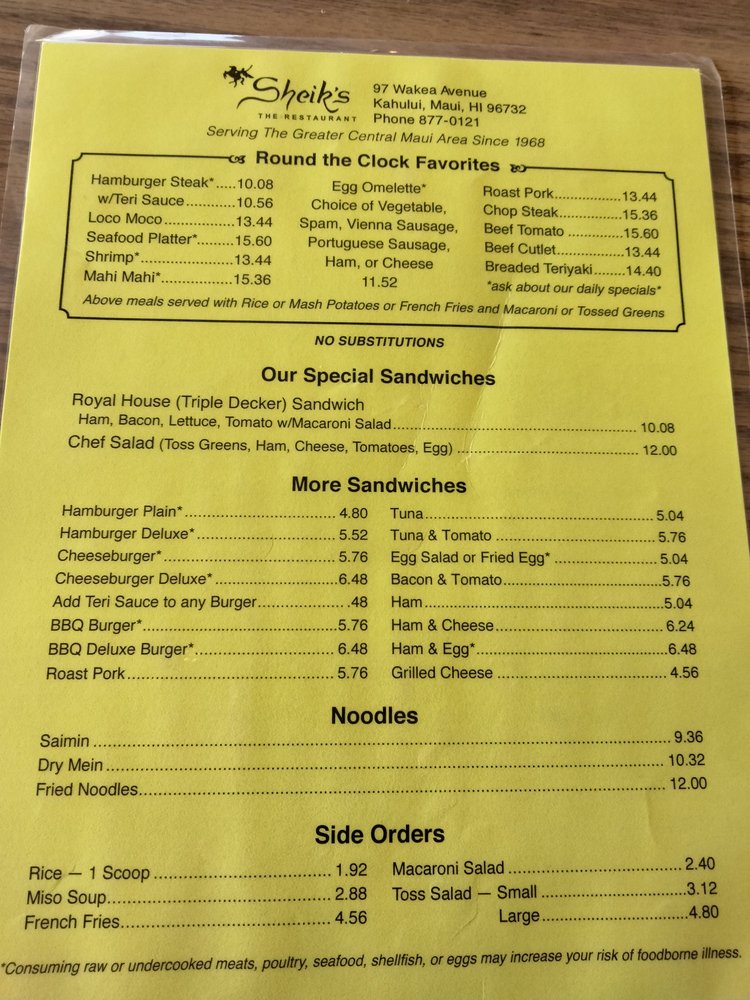 Sheik's
THE RESTAURANT
97 Wakea Avenue
Kahului, Maui, HI 96732
Phone 877-0121
Serving The Greater Central Maui Area Since 1968
Round the Clock Favorites
Hamburger Steak*.....10.08
w/Teri Sauce............10.56
Loco Moco..................13.44
Seafood Platter*.........15.60
Shrimp*.......................13.44
Mahi Mahi*..................15.36
Egg Omelette*
Choice of Vegetable,
Spam, Vienna Sausage,
Portuguese Sausage,
Ham, or Cheese
11.52
Roast Pork.................13.44
Chop Steak................15.36
Beef Tomato ..............15.60
Beef Cutlet.................13.44
Breaded Teriyaki........14.40
*ask about our daily specials*
Above meals served with Rice or Mash Potatoes or French Fries and Macaroni or Tossed Greens
NO SUBSTITUTIONS
Our Special Sandwiches
Royal House (Triple Decker) Sandwich
Ham, Bacon, Lettuce, Tomato w/Macaroni Salad.......................................................... 10.08
Chef Salad (Toss Greens, Ham, Cheese, Tomatoes, Egg) .......................................... 12.00
More Sandwiches
Hamburger Plain*.................................. 4.80
Hamburger Deluxe*............................... 5.52
Cheeseburger*...................................... 5.76
Cheeseburger Deluxe* .......................... 6.48
Add Teri Sauce to any Burger.................... .48
BBQ Burger*.......................................... 5.76
BBQ Deluxe Burger*............................... 6.48
Roast Pork.............................................. 5.76
Tuna..................................................... 5.04
Tuna & Tomato ..................................... 5.76
Egg Salad or Fried Egg* ........................ 5.04
Bacon & Tomato....................................5.76
Ham.....................................................5.04
Ham & Cheese...................................... 6.24
Ham & Egg*...........................................6.48
Grilled Cheese ...................................... 4.56
Noodles
Saimin .................................................................................................................. 9.36
Dry Mein ............................................................................................................... 10.32
Fried Noodles......................................................................................................... 12.00
Side Orders
Rice — 1 Scoop ....................................... 1.92
Miso Soup..................................................2.88
French Fries............................................... 4.56
Macaroni Salad ...................................... 2.40
Toss Salad — Small ................................3.12
Large................................4.80
*Consuming raw or undercooked meats, poultry, seafood, shellfish, or eggs may increase your risk of foodborne illness.